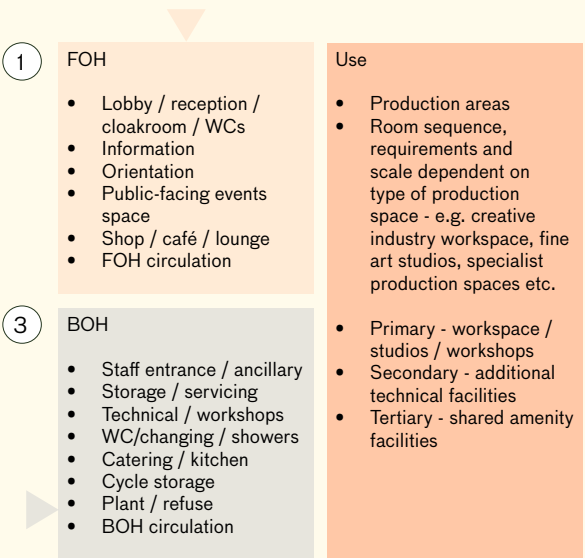 1
FOH
• Lobby / reception /
cloakroom / WCs
• Information
• Orientation
• Public-facing events
space
• Shop / café / lounge
• FOH circulation
3
BOH
• Staff entrance / ancillary
• Storage / servicing
• Technical / workshops
• WC/changing / showers
• Catering / kitchen
• Cycle storage
• Plant / refuse
• BOH circulation
Use
• Production areas
• Room sequence,
requirements and
scale dependent on
type of production
space - e.g. creative
industry workspace, fine
art studios, specialist
production spaces etc.
• Primary - workspace /
studios / workshops
• Secondary - additional
technical facilities
• Tertiary - shared amenity
facilities